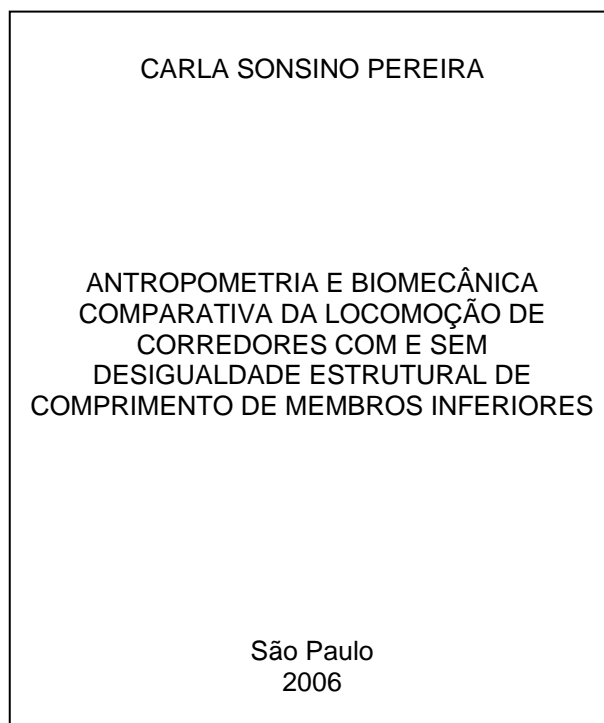 CARLA SONSINO PEREIRA
ANTROPOMETRIA E BIOMECÂNICA
COMPARATIVA DA LOCOMOÇÃO DE
CORREDORES COM E SEM
DESIGUALDADE ESTRUTURAL DE
COMPRIMENTO DE MEMBROS INFERIORES
São Paulo
2006